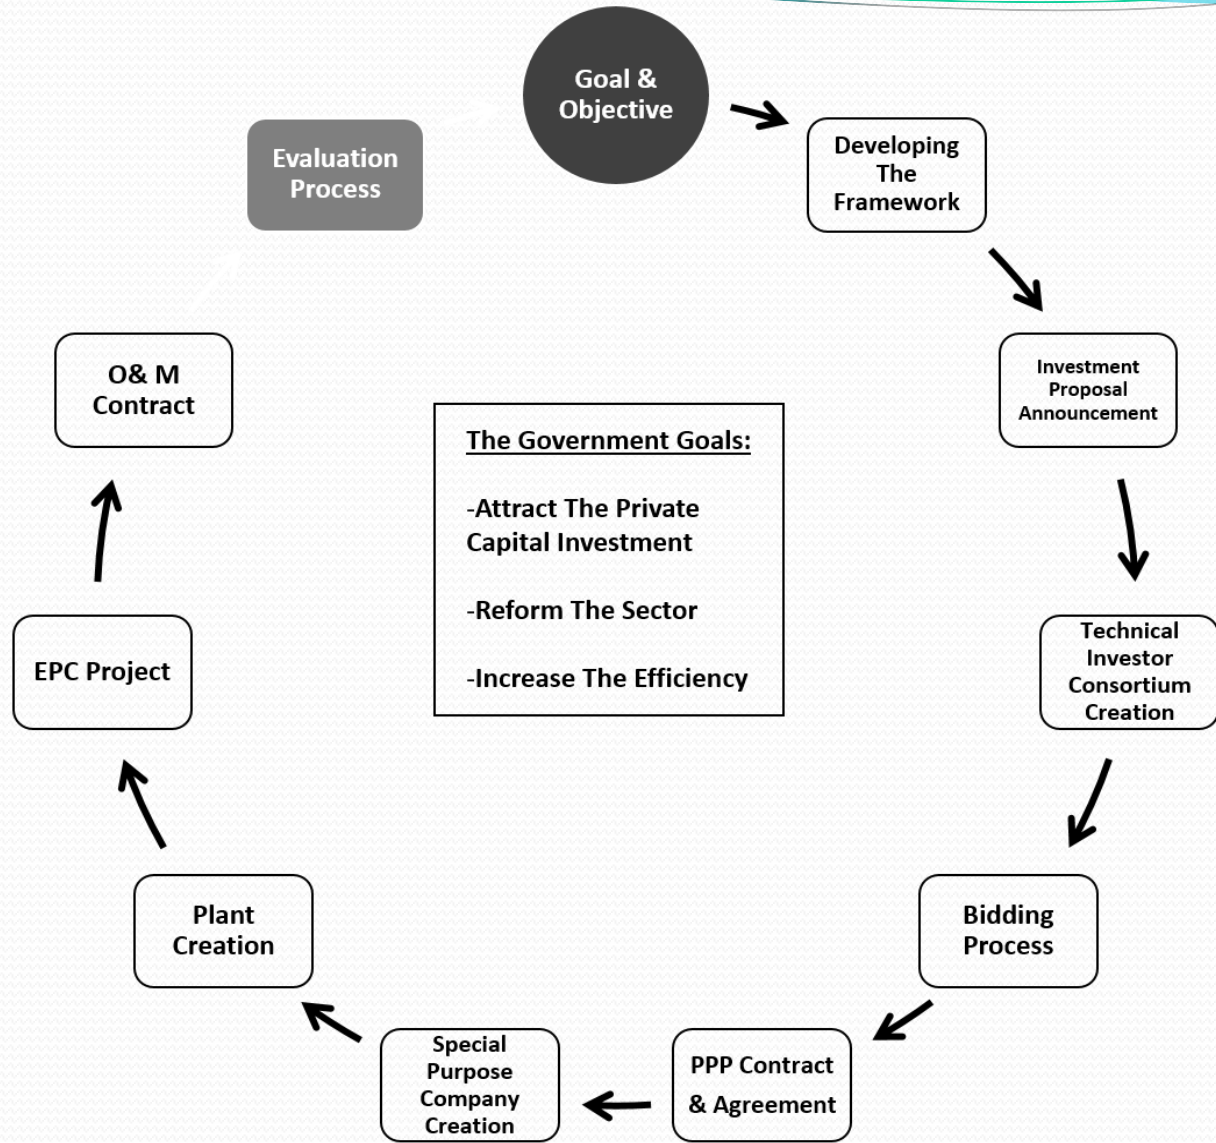 Goal &
Objective
Developing
The
Framework
Investment
Proposal
Announcement
Technical
Investor
Consortium
Creation
Bidding
Process
PPP Contract
& Agreement
Special
Purpose
Company
Creation
Plant
Creation
EPC Project
O& M
Contract
Evaluation
Process
The Government Goals:
-Attract The Private
Capital Investment
-Reform The Sector
-Increase The Efficiency